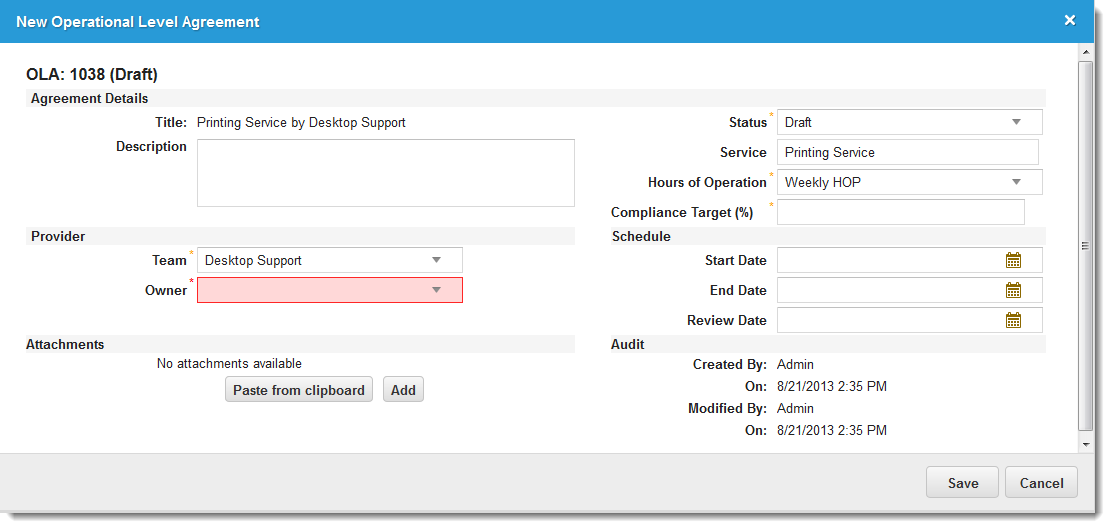 New Operational Level Agreement ×
OLA: 1038 (Draft)
Agreement Details
Title: Printing Service by Desktop Support
Description
Status * Draft
Service Printing Service
Hours of Operation * Weekly HOP
Compliance Target (%) *
Provider
Team * Desktop Support
Owner *
Schedule
Start Date
End Date
Review Date
Attachments
No attachments available
Paste from clipboard Add
Audit
Created By: Admin
On: 8/21/2013 2:35 PM
Modified By: Admin
On: 8/21/2013 2:35 PM
Save Cancel